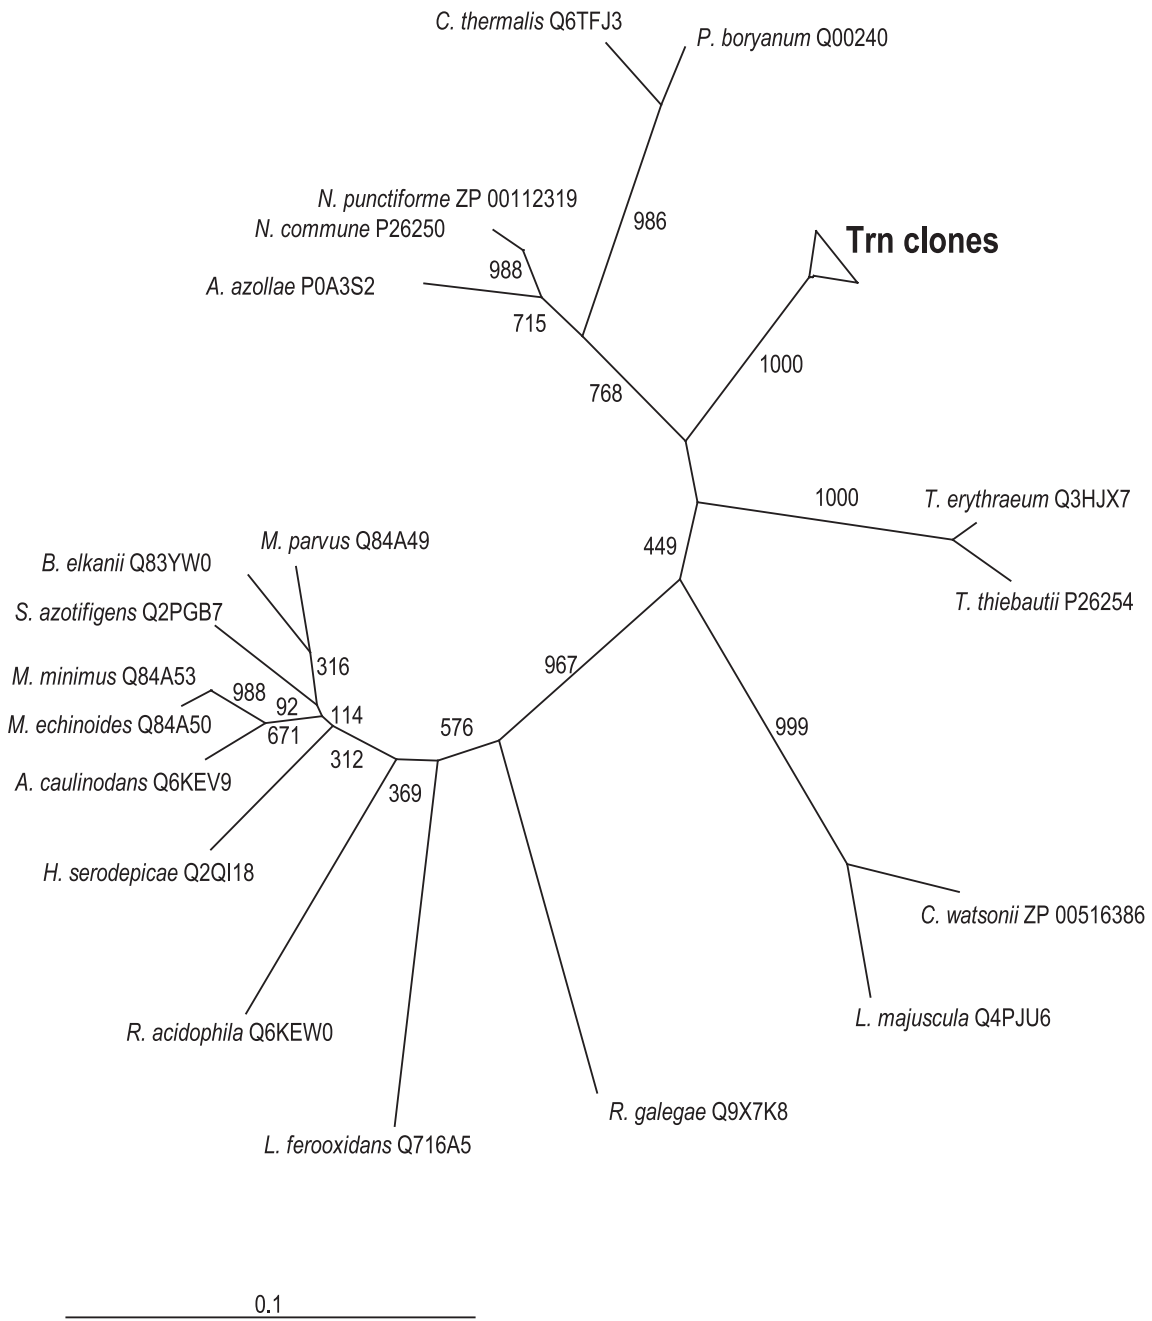 C. thermalis Q6TFJ3
P. boryanum Q00240
N. punctiforme ZP 00112319
N. commune P26250
986
Trn clones
988
A. azollae P0A3S2
715
1000
768
1000
T. erythraeum Q3HJX7
M. parvus Q84A49
449
B. elkanii Q83YW0
S. azotifigens Q2PGB7
T. thiebautii P26254
316
967
M. minimus Q84A53
988
92
114
M. echinoides Q84A50
671
576
999
312
A. caulinodans Q6KEV9
369
H. serodepicae Q2QI18
C. watsonii ZP 00516386
L. majuscula Q4PJU6
R. acidophila Q6KEW0
R. galegae Q9X7K8
L. ferooxidans Q716A5
0.1